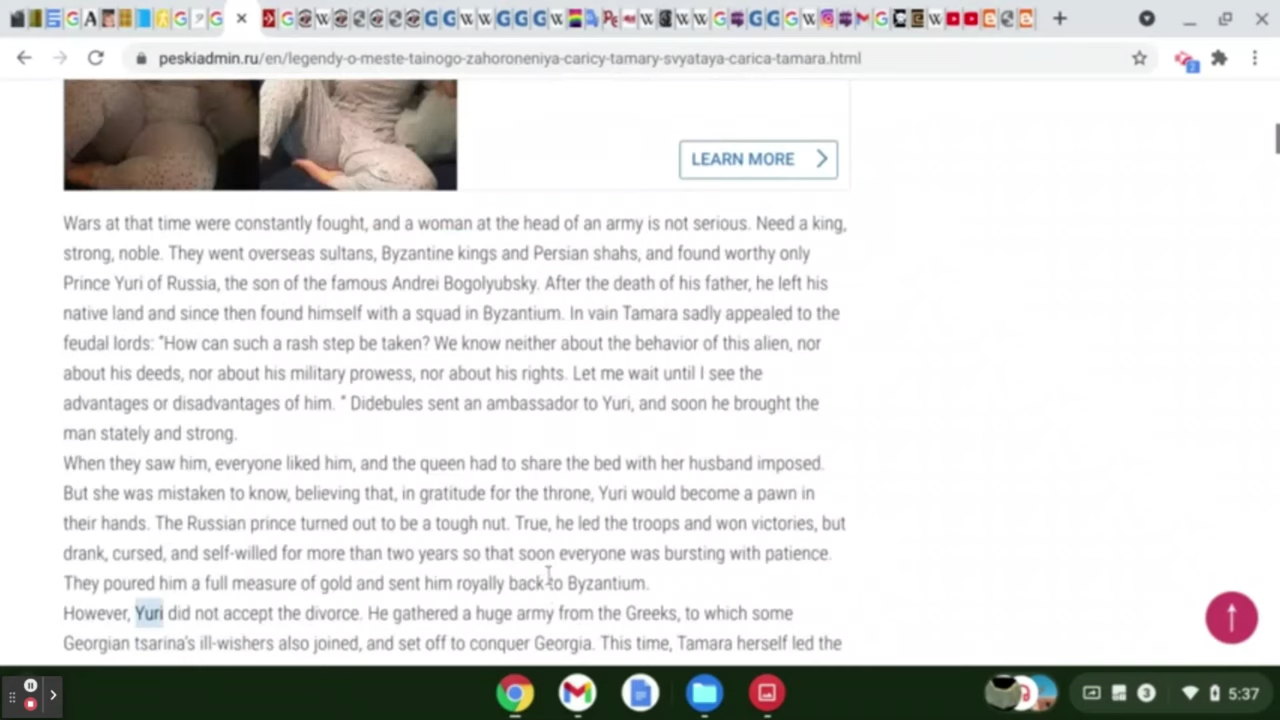 peskiadmin.ru/en/legendy-o-meste-tainogo-zahoroneniya-caricy-tamary-svyataya-carica-tamara.html
LEARN MORE
Wars at that time were constantly fought, and a woman at the head of an army is not serious. Need a king,
strong, noble. They went overseas sultans, Byzantine kings and Persian shahs, and found worthy only
Prince Yuri of Russia, the son of the famous Andrei Bogolyubsky. After the death of his father, he left his
native land and since then found himself with a squad in Byzantium. In vain Tamara sadly appealed to the
feudal lords: "How can such a rash step be taken? We know neither about the behavior of this alien, nor
about his deeds, nor about his military prowess, nor about his rights. Let me wait until I see the
advantages or disadvantages of him. " Didebules sent an ambassador to Yuri, and soon he brought the
man stately and strong.
When they saw him, everyone liked him, and the queen had to share the bed with her husband imposed.
But she was mistaken to know, believing that, in gratitude for the throne, Yuri would become a pawn in
their hands. The Russian prince turned out to be a tough nut. True, he led the troops and won victories, but
drank, cursed, and self-willed for more than two years so that soon everyone was bursting with patience.
They poured him a full measure of gold and sent him royally back to Byzantium.
However, Yuri did not accept the divorce. He gathered a huge army from the Greeks, to which some
Georgian tsarina's ill-wishers also joined, and set off to conquer Georgia. This time, Tamara herself led the
3
5:37